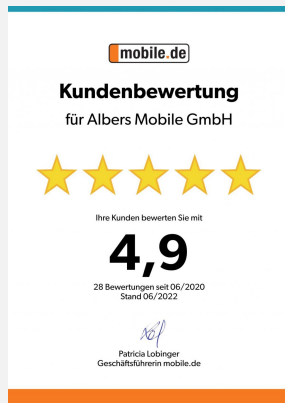 mobile.de
Kundenbewertung
für Albers Mobile GmbH
Ihre Kunden bewerten Sie mit
4,9
28 Bewertungen seit 06/2020
Stand 06/2022
Patricia Lobinger
Geschäftsführerin mobile.de